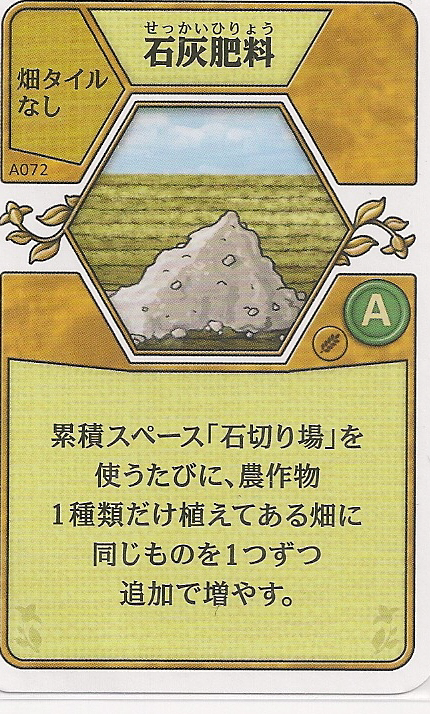 せっかいひりょう
石灰肥料
畑タイル
なし
A072
A
累積スペース「石切り場」を
使うたびに、農作物
1種類だけ植えてある畑に
同じものを1つずつ
追加で増やす。